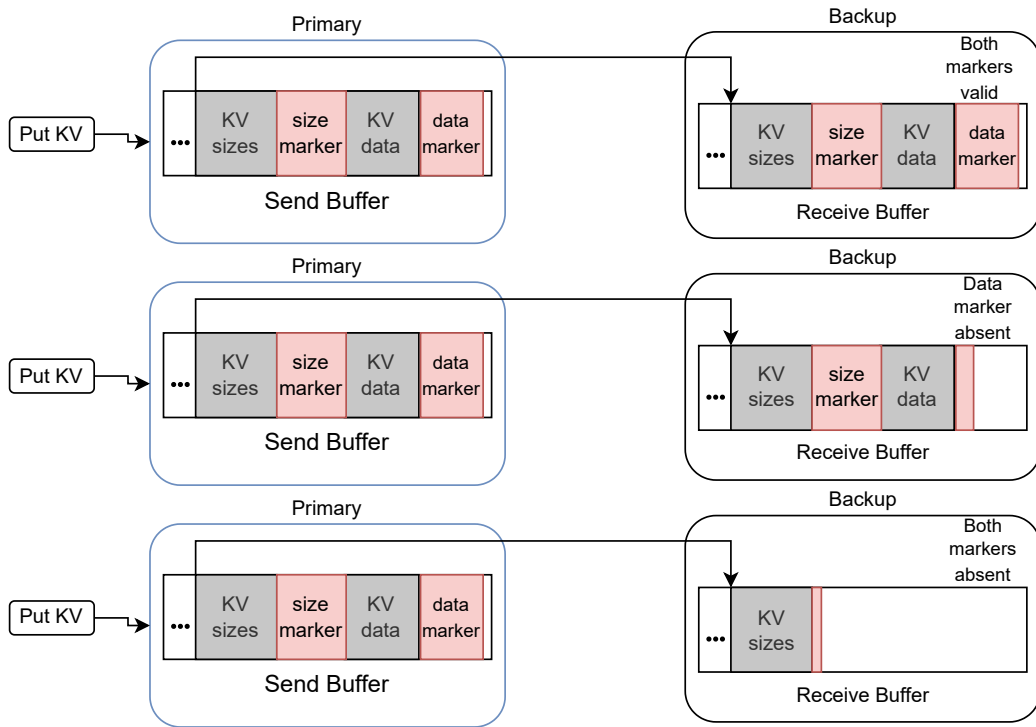 Primary
Backup
Put KV
...
KV
sizes
size
marker
KV
data
data
marker
Send Buffer
Both
markers
valid
...
KV
sizes
size
marker
KV
data
data
marker
Receive Buffer
Primary
Backup
Put KV
...
KV
sizes
size
marker
KV
data
data
marker
Send Buffer
Data
marker
absent
...
KV
sizes
size
marker
KV
data
Receive Buffer
Primary
Backup
Put KV
...
KV
sizes
size
marker
KV
data
data
marker
Send Buffer
Both
markers
absent
...
KV
sizes
Receive Buffer